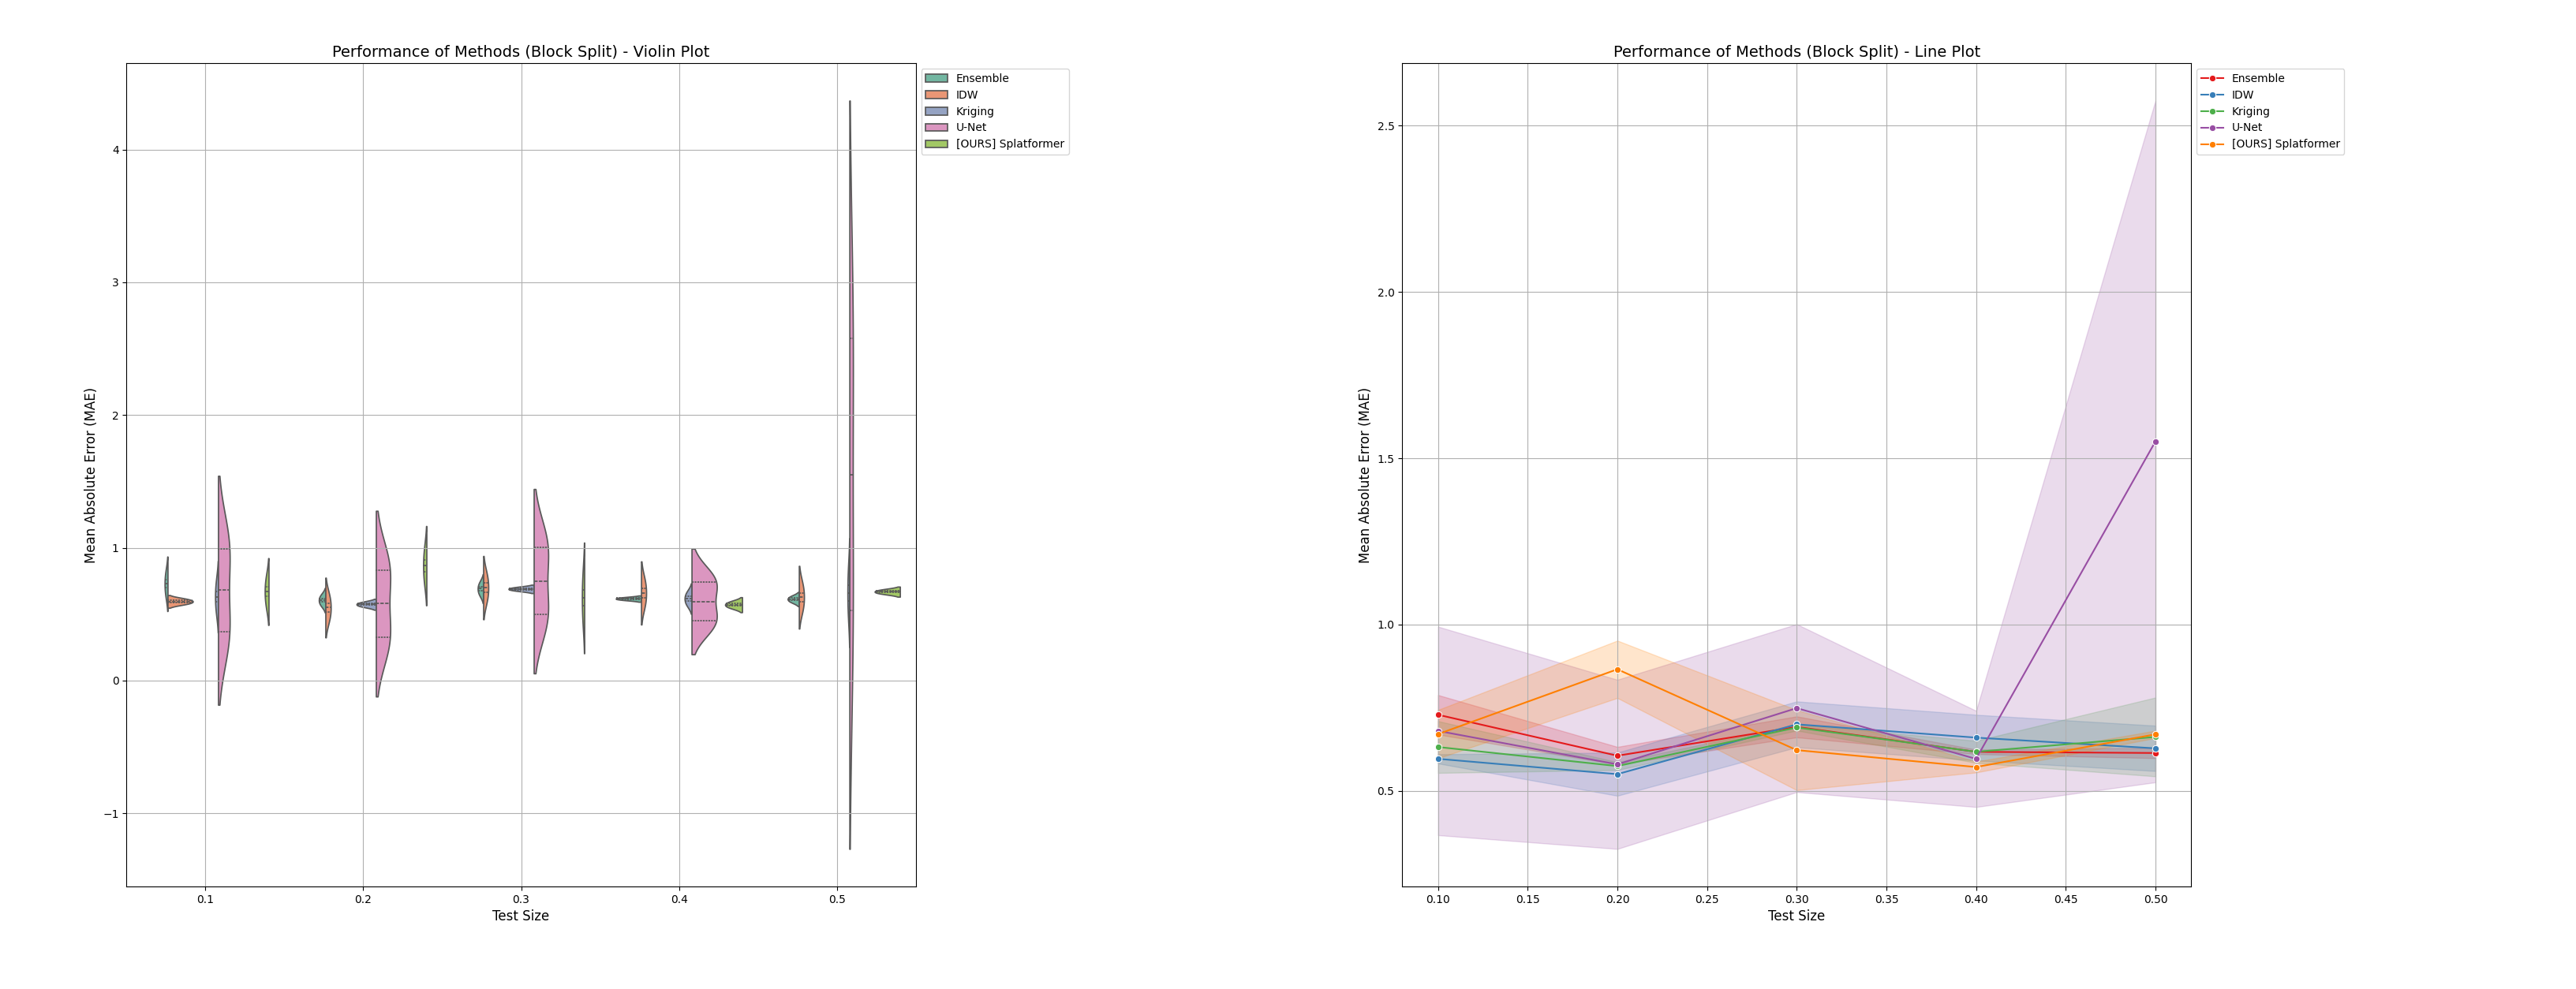 Performance of Methods (Block Split) - Violin Plot
Mean Absolute Error (MAE)
4
3
2
1
0
−1
0.1 0.2 0.3 0.4 0.5
Test Size
Ensemble
IDW
Kriging
U-Net
[OURS] Splatformer
Performance of Methods (Block Split) - Line Plot
Mean Absolute Error (MAE)
2.5
2.0
1.5
1.0
0.5
0.10 0.15 0.20 0.25 0.30 0.35 0.40 0.45 0.50
Test Size
Ensemble
IDW
Kriging
U-Net
[OURS] Splatformer